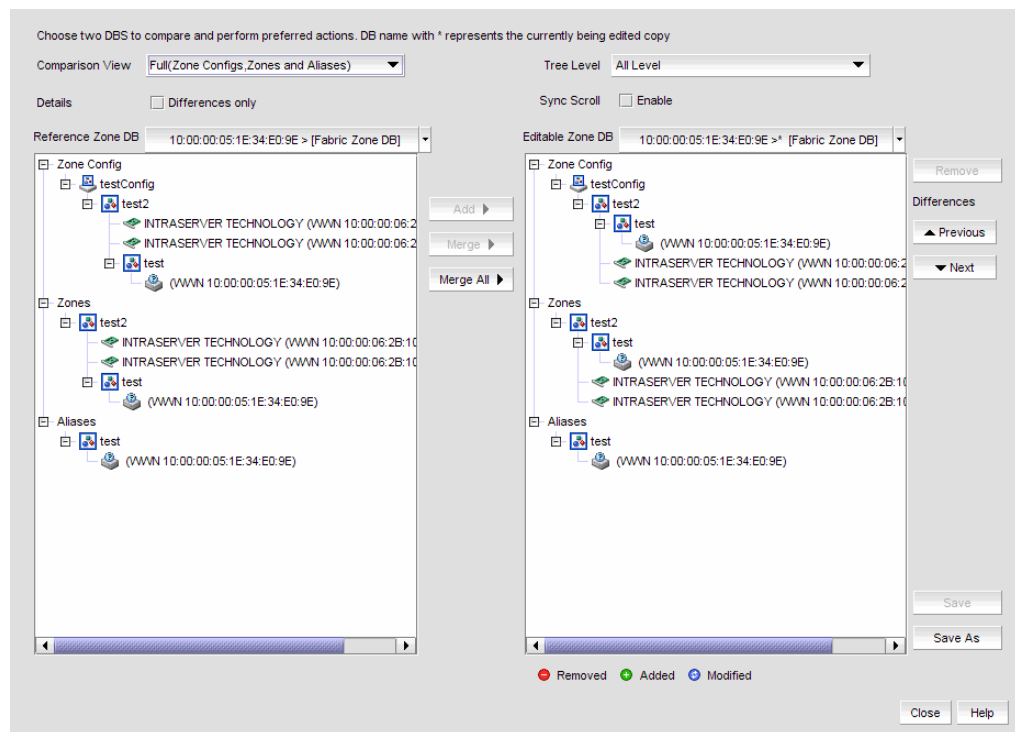 Choose two DBS to compare and perform preferred actions. DB name with * represents the currently being edited copy
Comparison View Full(Zone Configs,Zones and Aliases) Tree Level All Level
Details Differences only Sync Scroll Enable
Reference Zone DB 10:00:00:05:1E:34:E0:9E > [Fabric Zone DB] Editable Zone DB 10:00:00:05:1E:34:E0:9E >* [Fabric Zone DB]
Zone Config
testConfig
test2
INTRASERVER TECHNOLOGY (WWN 10:00:00:06:2
INTRASERVER TECHNOLOGY (WWN 10:00:00:06:2
test
(WWN 10:00:00:05:1E:34:E0:9E)
Zones
test2
INTRASERVER TECHNOLOGY (WWN 10:00:00:06:2B:10
INTRASERVER TECHNOLOGY (WWN 10:00:00:06:2B:10
test
(WWN 10:00:00:05:1E:34:E0:9E)
Aliases
test
(WWN 10:00:00:05:1E:34:E0:9E)
Add
Merge
Merge All
Zone Config
testConfig
test2
test
(WWN 10:00:00:05:1E:34:E0:9E)
INTRASERVER TECHNOLOGY (WWN 10:00:00:06:2
INTRASERVER TECHNOLOGY (WWN 10:00:00:06:2
Zones
test2
test
(WWN 10:00:00:05:1E:34:E0:9E)
INTRASERVER TECHNOLOGY (WWN 10:00:00:06:2B:10
INTRASERVER TECHNOLOGY (WWN 10:00:00:06:2B:10
Aliases
test
(WWN 10:00:00:05:1E:34:E0:9E)
Remove
Differences
Previous
Next
Save
Save As
Removed Added Modified
Close Help